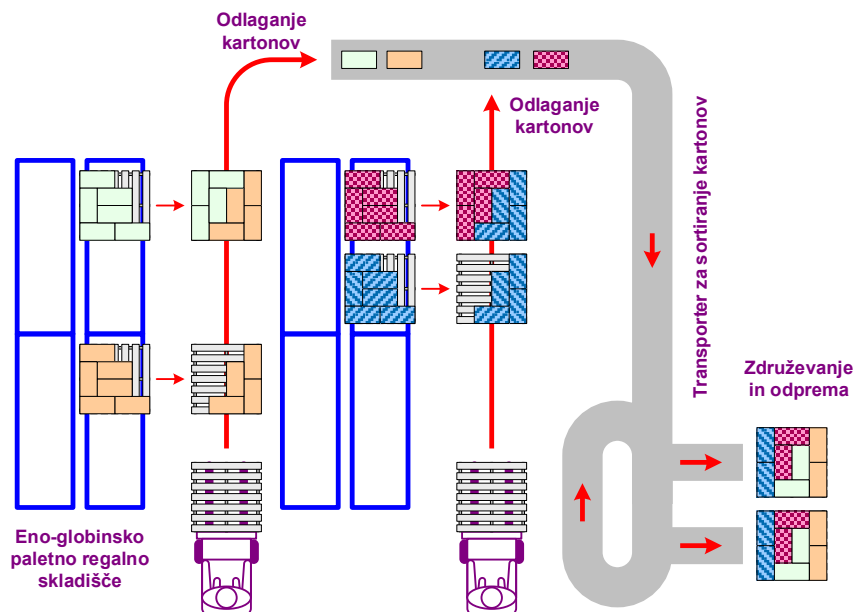 Odlaganje
kartonov
Odlaganje
kartonov
Transporter za sortiranje kartonov
Združevanje
in odprema
Eno-globinsko
paletno regalno
skladišče